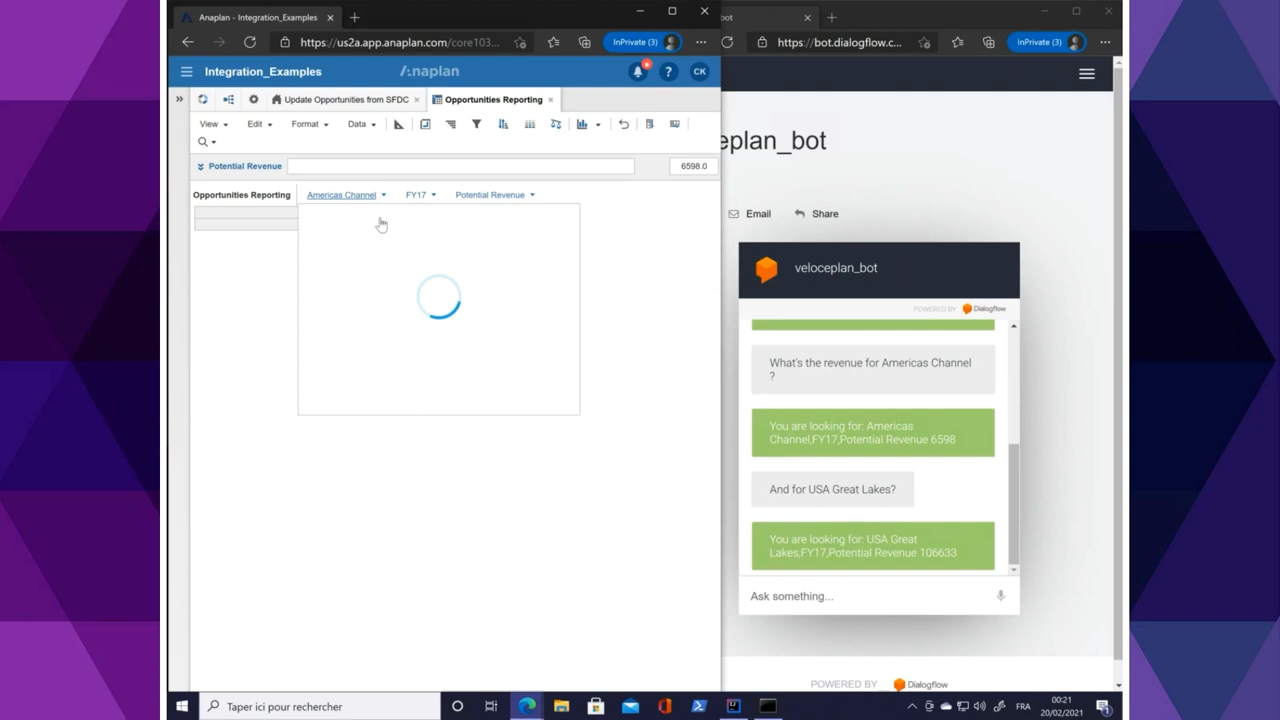 Anaplan - Integration_Examples
https://us2a.app.anaplan.com/core103...
InPrivate (3)
Integration_Examples
Anaplan
?
CK
Update Opportunities from SFDC
Opportunities Reporting
View
Edit
Format
Data
Potential Revenue
6598.0
Opportunities Reporting
Americas Channel
FY17
Potential Revenue
bot
https://bot.dialogflow.c...
InPrivate (3)
eplan_bot
Email
Share
veloceplan_bot
POWERED BY Dialogflow
What's the revenue for Americas Channel
?
You are looking for: Americas
Channel,FY17,Potential Revenue 6598
And for USA Great Lakes?
You are looking for: USA Great
Lakes,FY17,Potential Revenue 106633
Ask something...
POWERED BY Dialogflow
Taper ici pour rechercher
FRA
00:21
20/02/2021
1